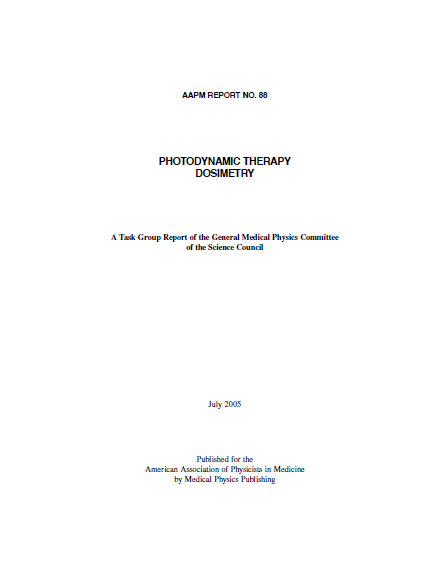 AAPM REPORT NO. 88
PHOTODYNAMIC THERAPY
DOSIMETRY
A Task Group Report of the General Medical Physics Committee
of the Science Council
July 2005
Published for the
American Association of Physicists in Medicine
by Medical Physics Publishing